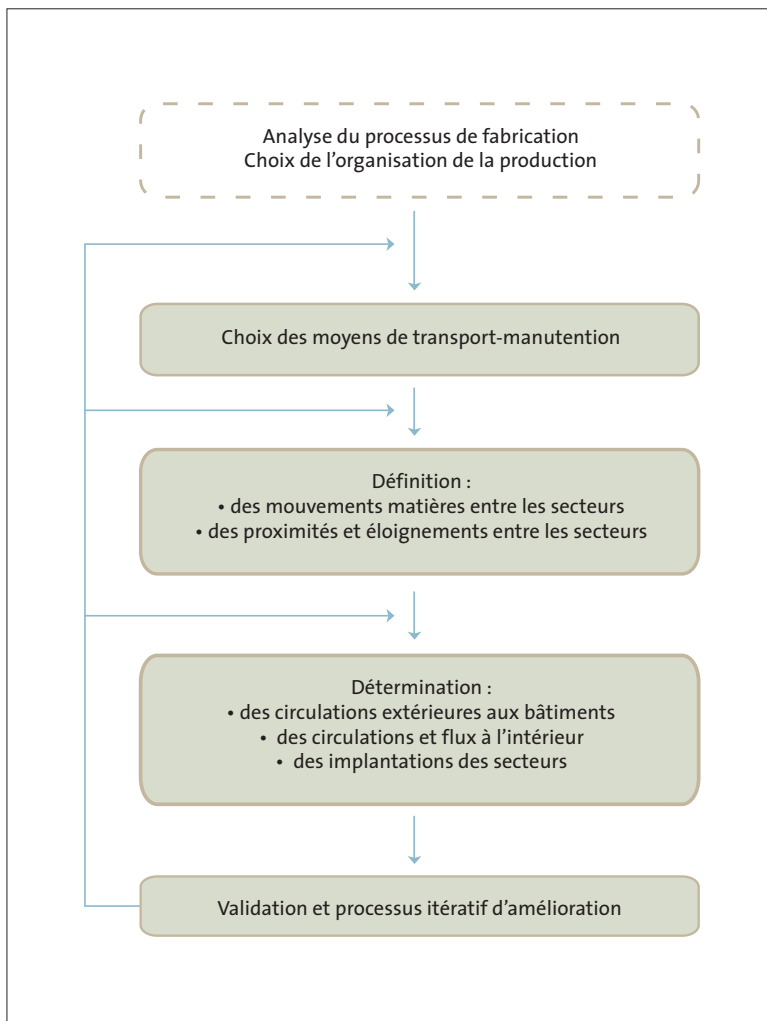 Analyse du processus de fabrication
Choix de l’organisation de la production
Choix des moyens de transport-manutention
Définition :
• des mouvements matières entre les secteurs
• des proximités et éloignements entre les secteurs
Détermination :
• des circulations extérieures aux bâtiments
• des circulations et flux à l’intérieur
• des implantations des secteurs
Validation et processus itératif d’amélioration